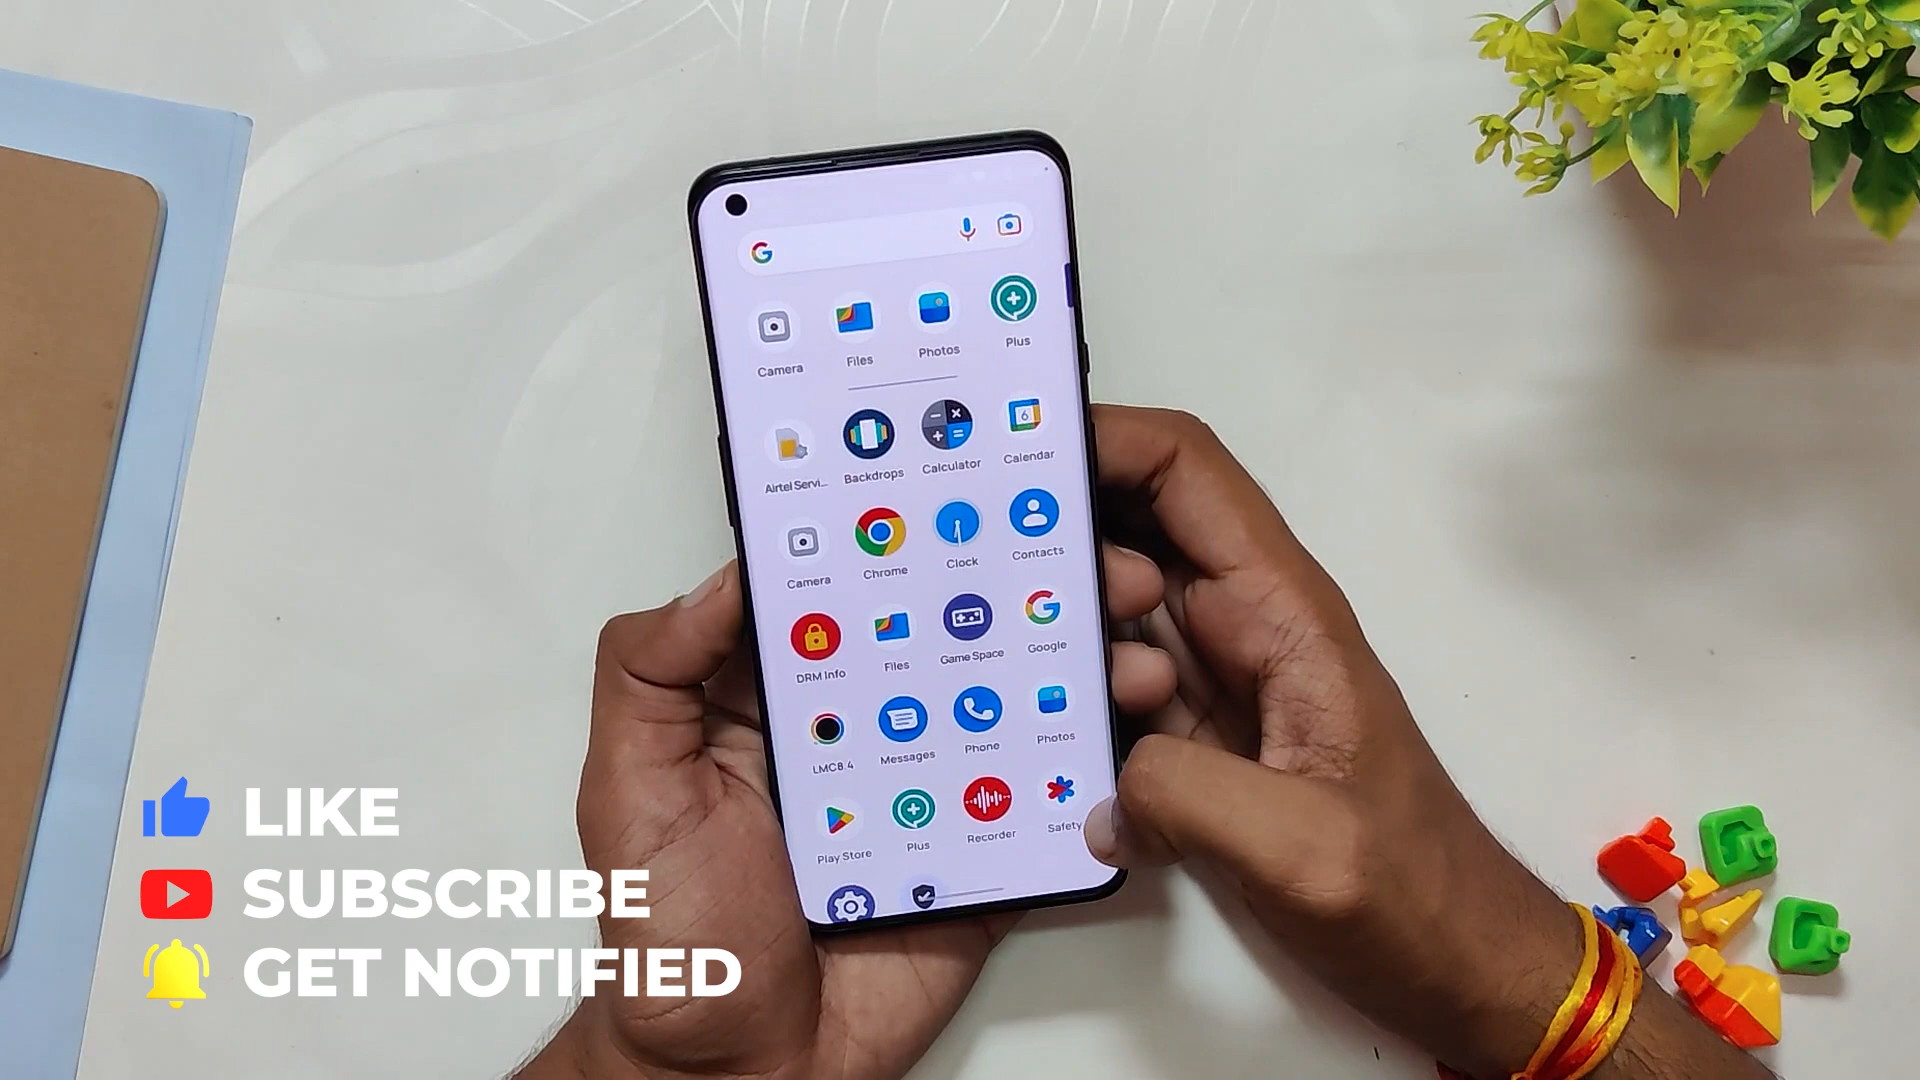 Camera Files Photos Plus
Airtel Servi... Backdrops Calculator Calendar
6
Camera Chrome Clock Contacts
DRM Info Files Game Space Google
LMC8.4 Messages Phone Photos
Play Store Plus Recorder Safety
LIKE
SUBSCRIBE
GET NOTIFIED